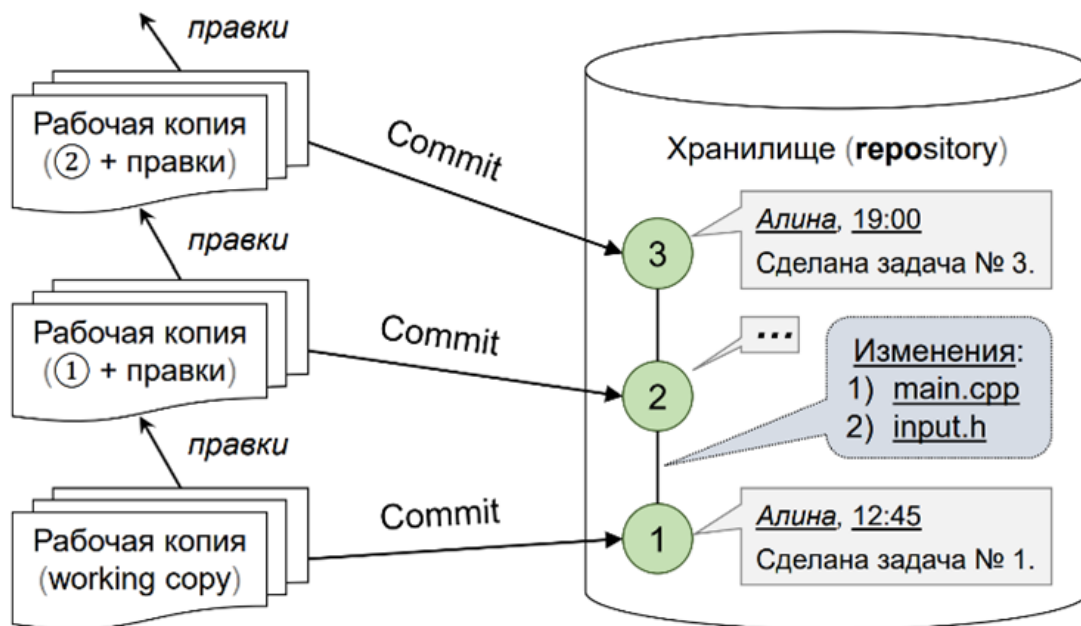 правки
Рабочая копия
(② + правки)
Commit
правки
Рабочая копия
(① + правки)
Commit
правки
Рабочая копия
(working copy)
Commit
Хранилище (repository)
3
Алина, 19:00
Сделана задача № 3.
...
2
Изменения:
1) main.cpp
2) input.h
1
Алина, 12:45
Сделана задача № 1.